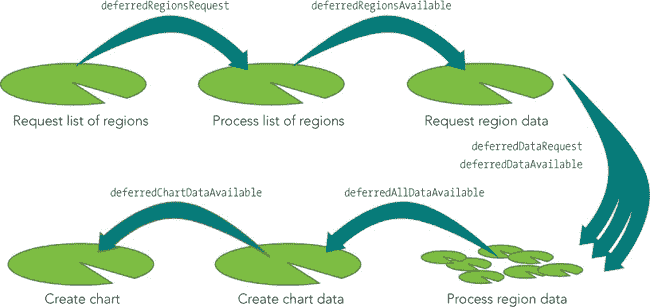 deferredRegionsRequest
deferredRegionsAvailable
Request list of regions
Process list of regions
Request region data
deferredDataRequest
deferredDataAvailable
deferredChartDataAvailable
deferredAllDataAvailable
Create chart
Create chart data
Process region data